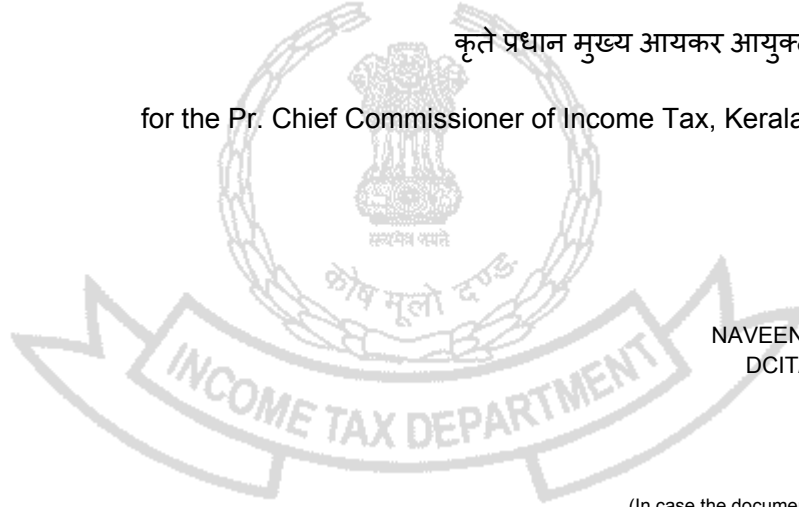 कृते प्रधान मुख्य आयकर आयुक्त
for the Pr. Chief Commissioner of Income Tax, Kerala
सत्यमेव जयते
कोष मूलो दण्ड:
INCOME TAX DEPARTMENT
NAVEEN
(In case the docume